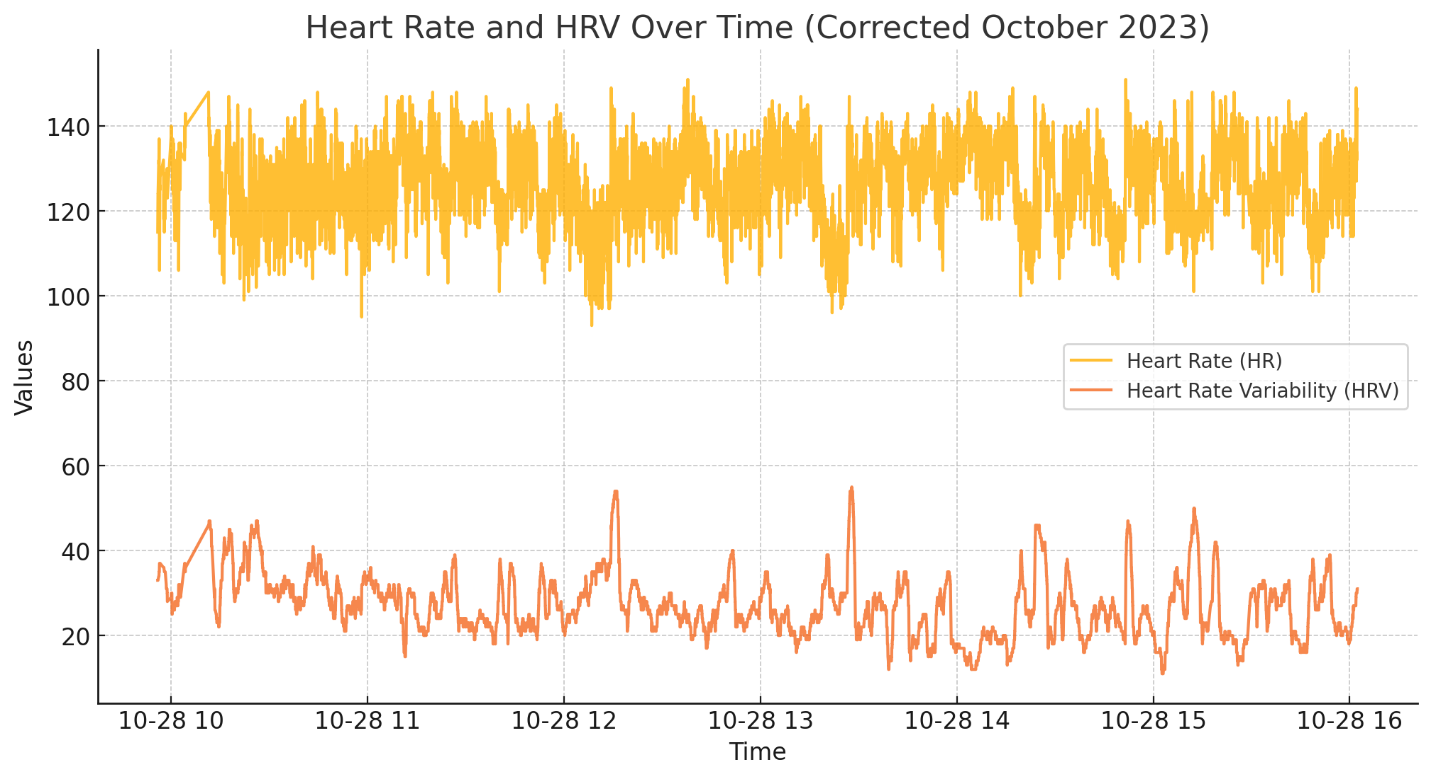 Heart Rate and HRV Over Time (Corrected October 2023)
Values
140
120
100
80
60
40
20
Heart Rate (HR)
Heart Rate Variability (HRV)
10-28 10
10-28 11
10-28 12
10-28 13
10-28 14
10-28 15
10-28 16
Time